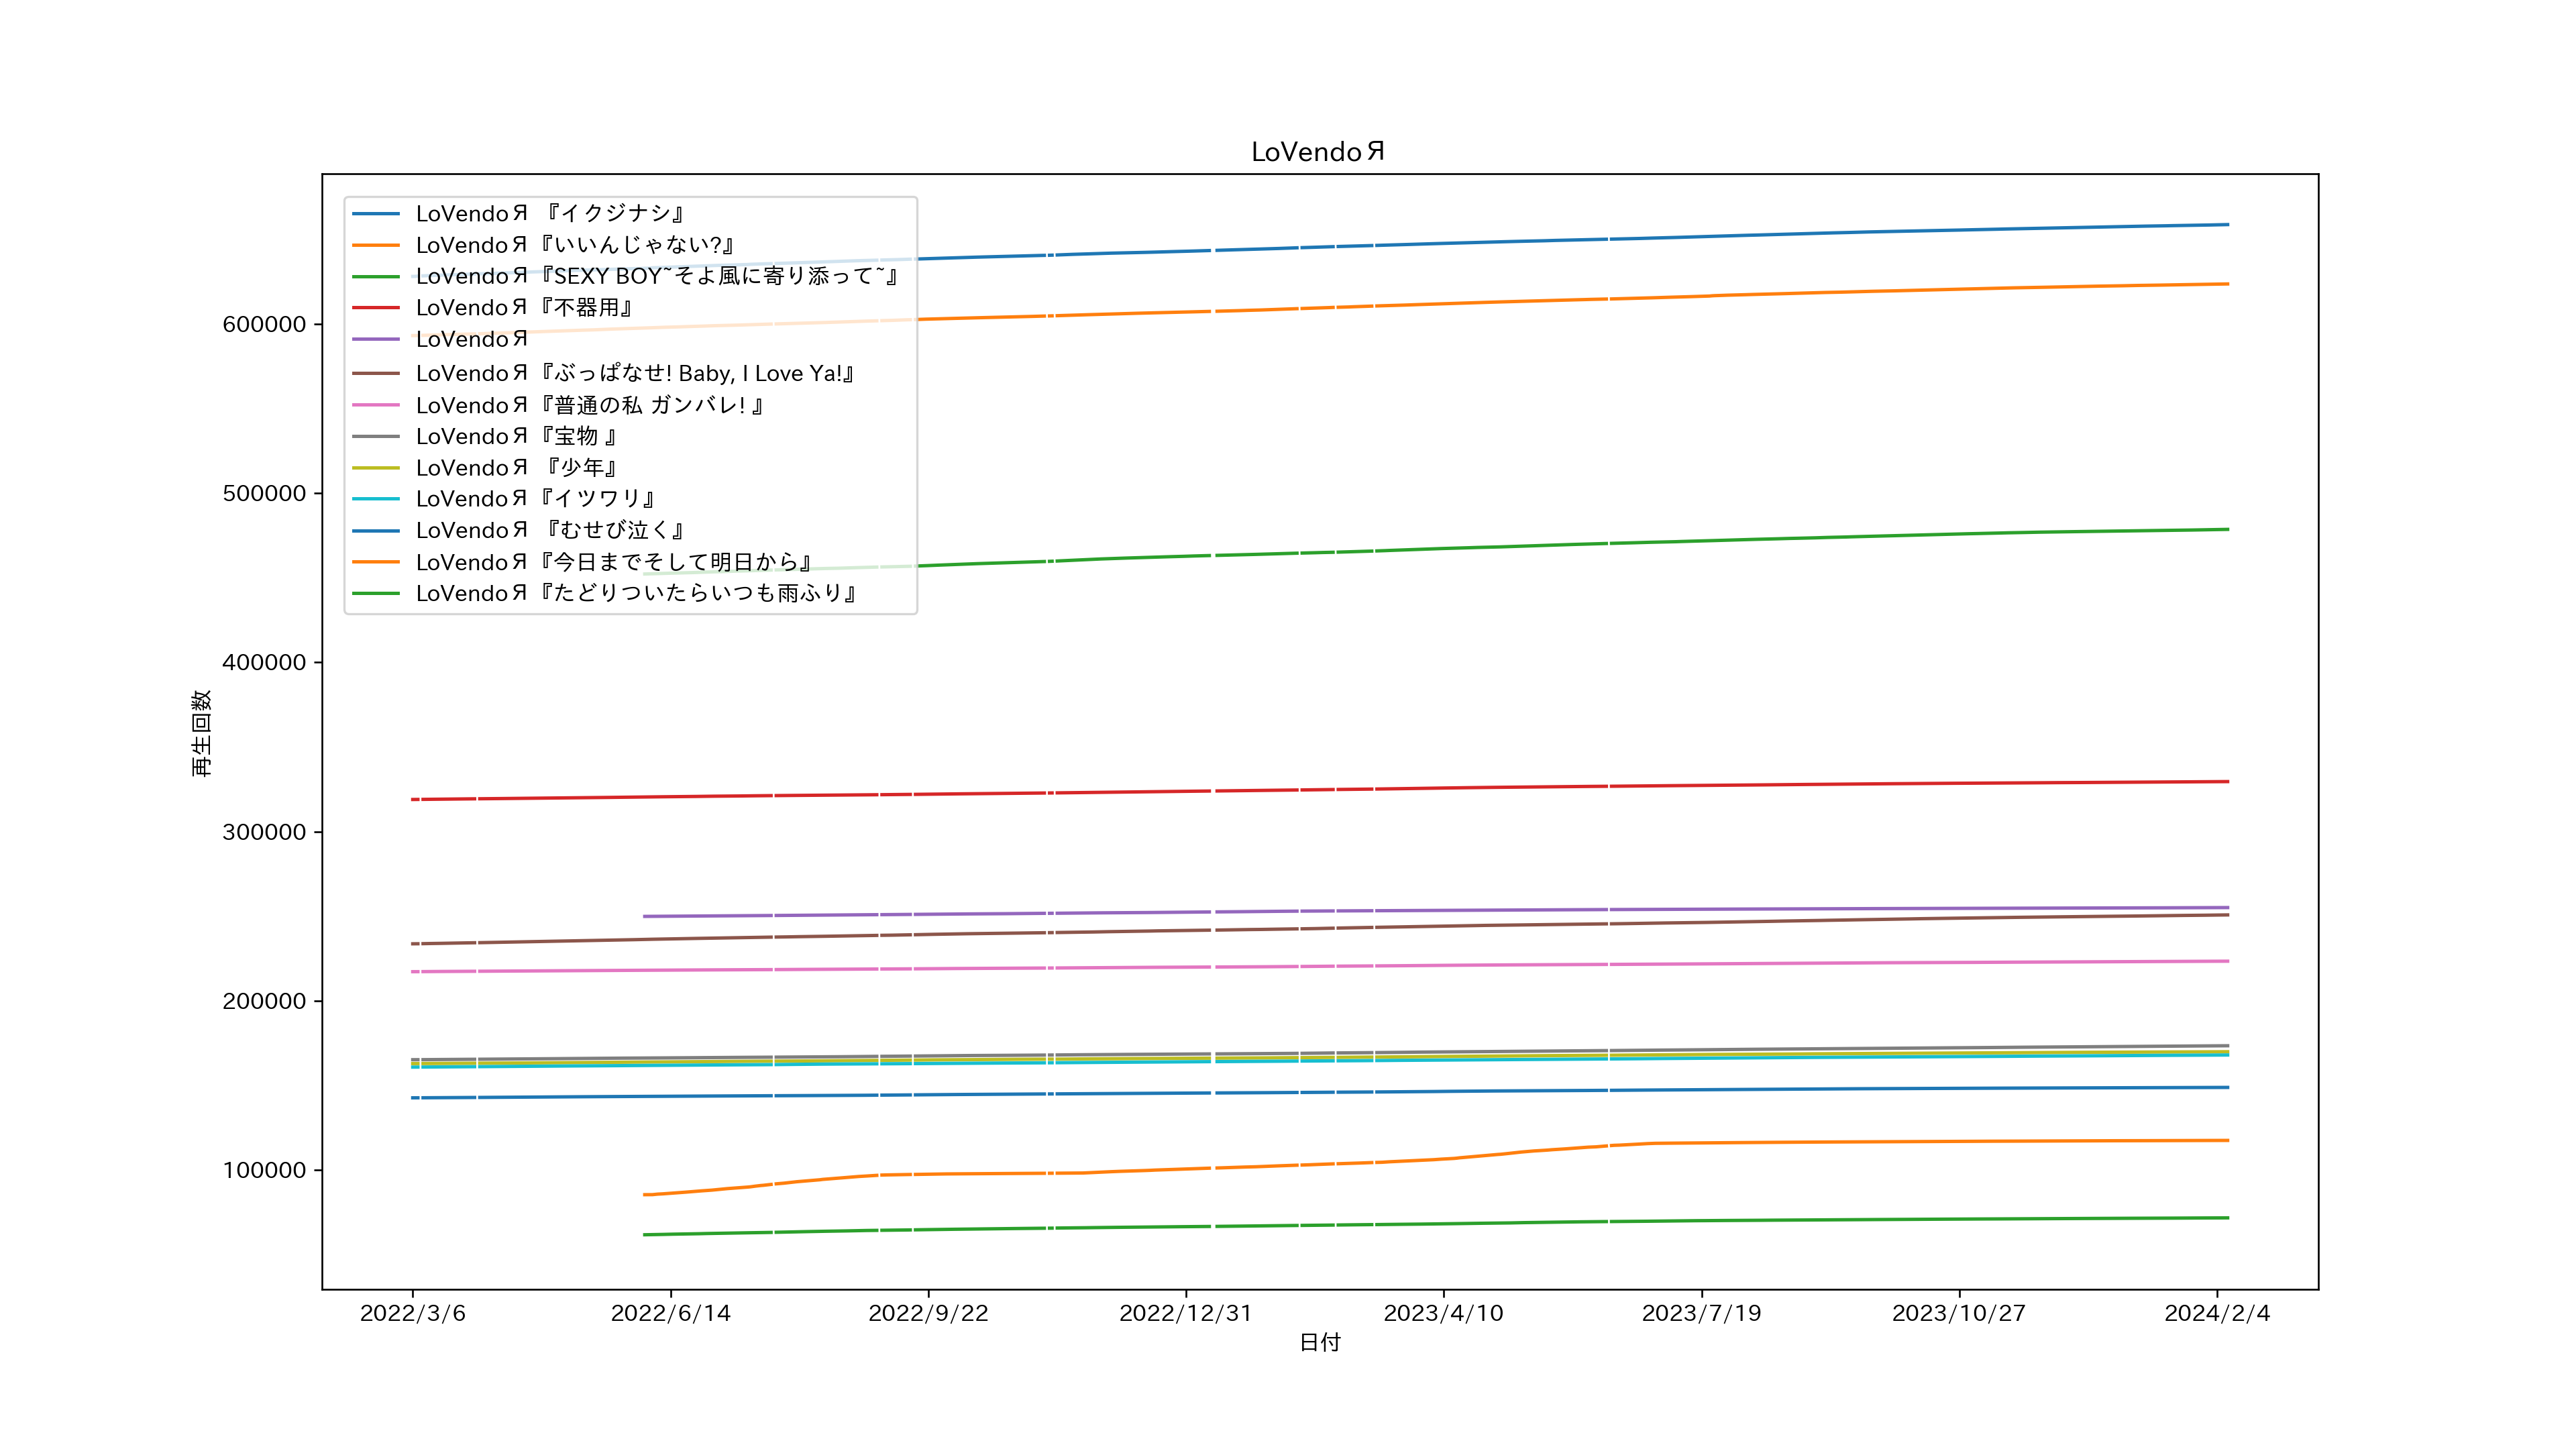 LoVendoЯ
LoVendoЯ 『イクジナシ』
LoVendoЯ『いいんじゃない?』
LoVendoЯ『SEXY BOY~そよ風に寄り添って~』
LoVendoЯ『不器用』
LoVendoЯ
LoVendoЯ『ぶっぱなせ! Baby, I Love Ya!』
LoVendoЯ『普通の私 ガンバレ! 』
LoVendoЯ『宝物 』
LoVendoЯ 『少年』
LoVendoЯ『イツワリ』
LoVendoЯ 『むせび泣く』
LoVendoЯ『今日までそして明日から』
LoVendoЯ『たどりついたらいつも雨ふり』
600000
500000
400000
300000
200000
100000
再生回数
2022/3/6
2022/6/14
2022/9/22
2022/12/31
2023/4/10
2023/7/19
2023/10/27
2024/2/4
日付